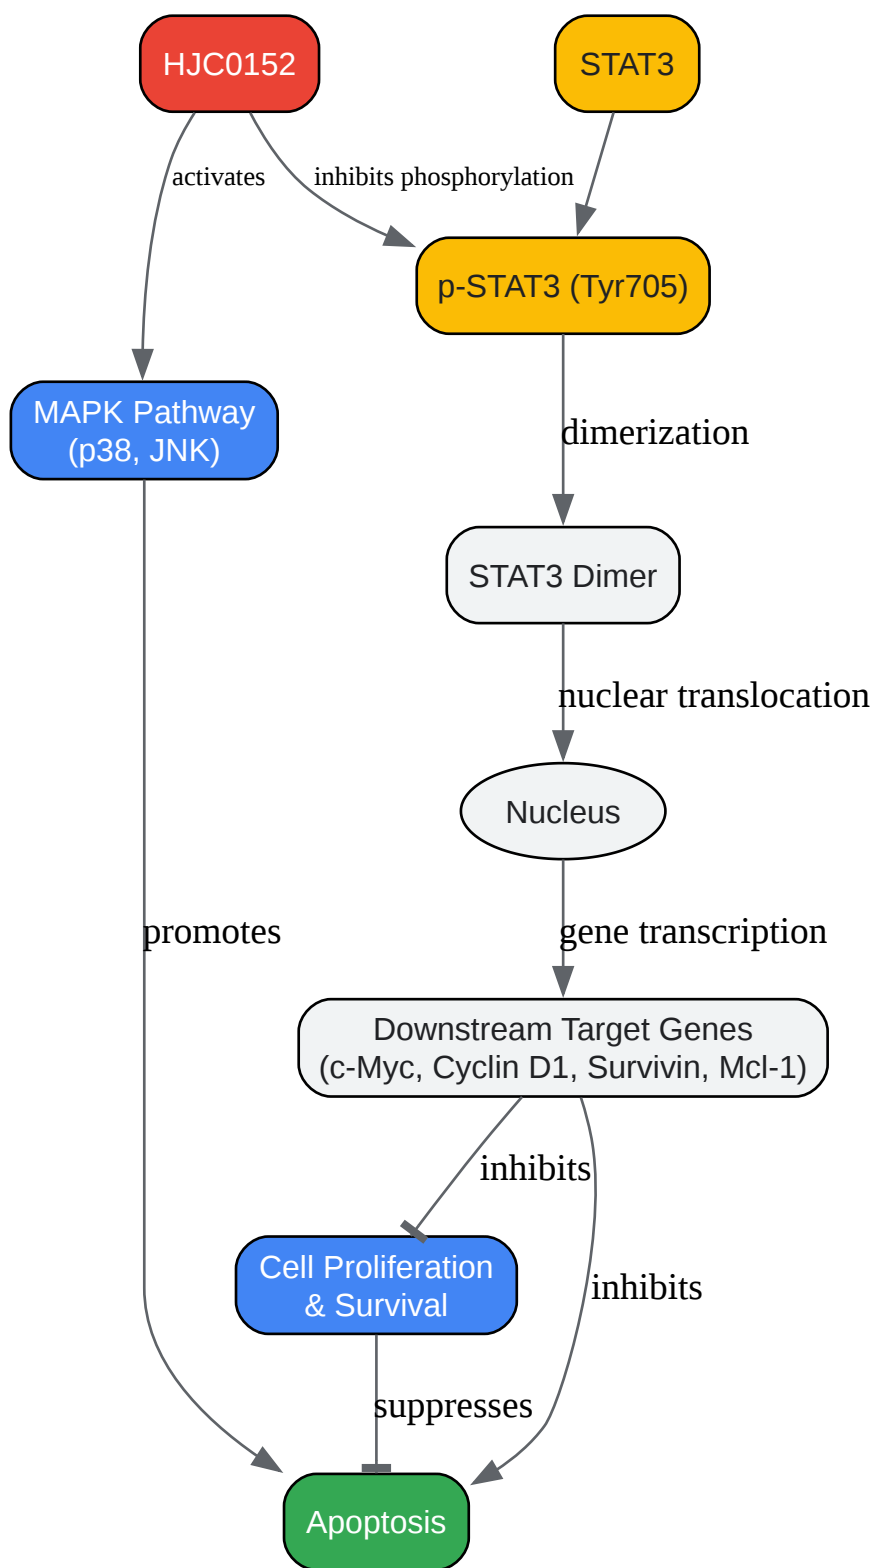 HJC0152
STAT3
activates
inhibits phosphorylation
p-STAT3 (Tyr705)
MAPK Pathway
(p38, JNK)
dimerization
STAT3 Dimer
nuclear translocation
Nucleus
promotes
gene transcription
Downstream Target Genes
(c-Myc, Cyclin D1, Survivin, Mcl-1)
inhibits
Cell Proliferation
& Survival
inhibits
suppresses
Apoptosis